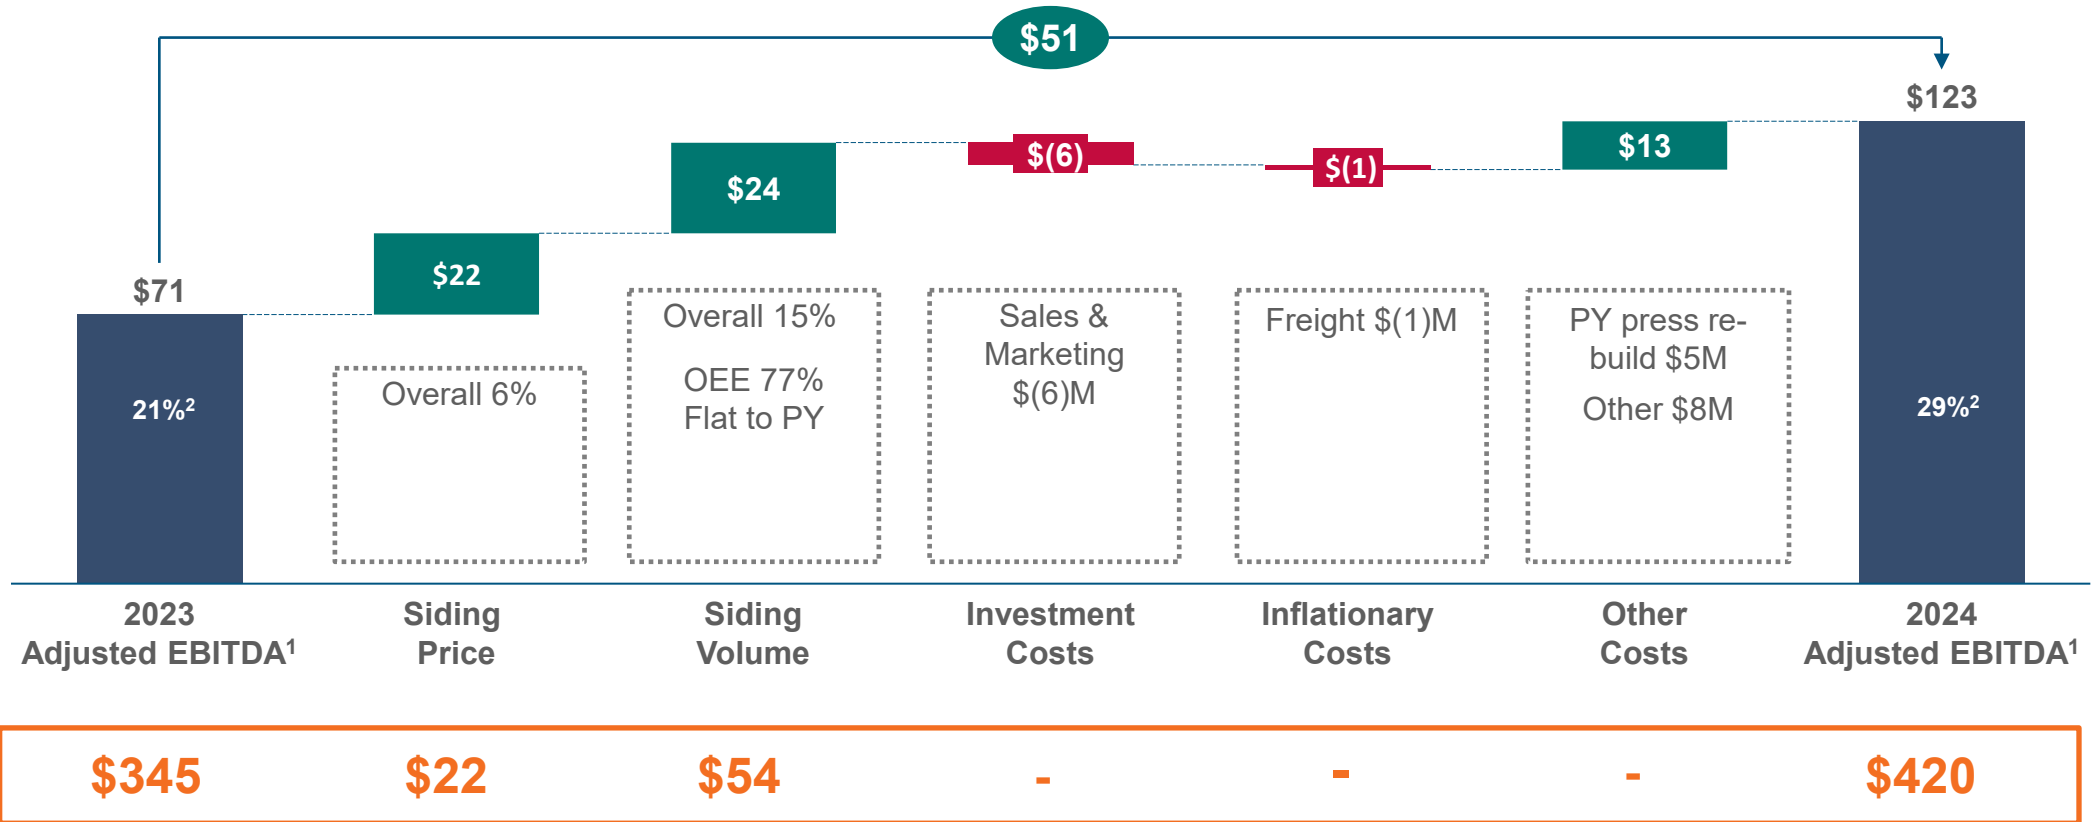 $51
$123
$13
$(6)
$(1)
$24
$22
$71
Overall 15%
OEE 77%
Flat to PY
Sales &
Marketing
$(6)M
Freight $(1)M
PY press re-
build $5M
Other $8M
Overall 6%
21%²
29%²
2023
Adjusted EBITDA¹
Siding
Price
Siding
Volume
Investment
Costs
Inflationary
Costs
Other
Costs
2024
Adjusted EBITDA¹
$345
$22
$54
-
-
-
$420